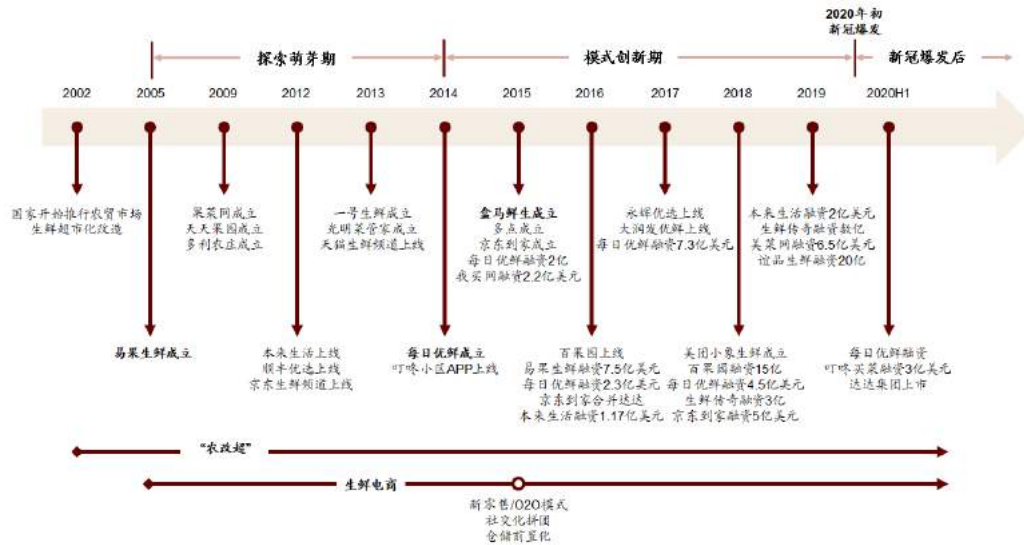 2020年初
新冠爆发
探索萌芽期
模式创新期
新冠爆发后
2002
2005
2009
2012
2013
2014
2015
2016
2017
2018
2019
2020H1
国家开始推行农贸市场
生鲜超市化改造
果菜网成立
天天果园成立
多利农庄成立
一号生鲜成立
光明菜管家成立
天猫生鲜频道上线
盒马鲜生成立
多点成立
京东到家成立
每日优鲜融资2亿
我买网融资2.2亿美元
永辉优选上线
大润发优鲜上线
每日优鲜融资7.3亿美元
本来生活融资2亿美元
生鲜传奇融资数亿
美菜网融资6.5亿美元
谊品生鲜融资20亿
易果生鲜成立
本来生活上线
顺丰优选上线
京东生鲜频道上线
每日优鲜成立
叮咚小区APP上线
百果园上线
易果生鲜融资7.5亿美元
每日优鲜融资2.3亿美元
京东到家合并达达
本来生活融资1.17亿美元
美团小象生鲜成立
百果园融资15亿
每日优鲜融资4.5亿美元
生鲜传奇融资3亿
京东到家融资5亿美元
每日优鲜融资
叮咚买菜融资3亿美元
达达集团上市
“农改超”
生鲜电商
新零售/O2O模式
社交化拼团
仓储前置化